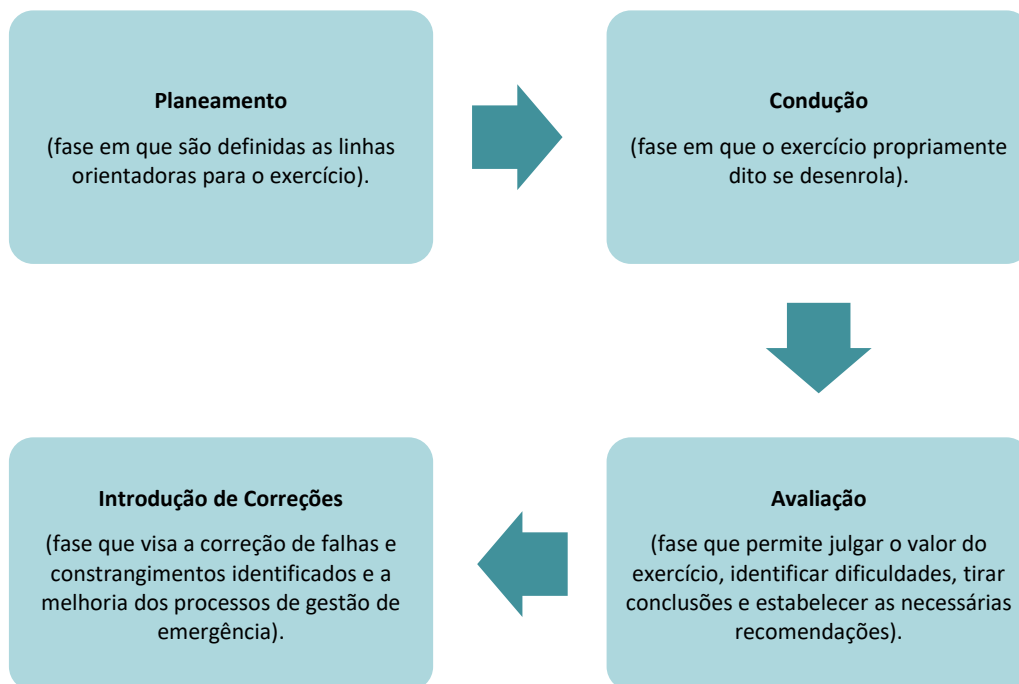 Planeamento
(fase em que são definidas as linhas
orientadoras para o exercício).
Condução
(fase em que o exercício propriamente
dito se desenrola).
Avaliação
(fase que permite julgar o valor do
exercício, identificar dificuldades, tirar
conclusões e estabelecer as necessárias
recomendações).
Introdução de Correções
(fase que visa a correção de falhas e
constrangimentos identificados e a
melhoria dos processos de gestão de
emergência).